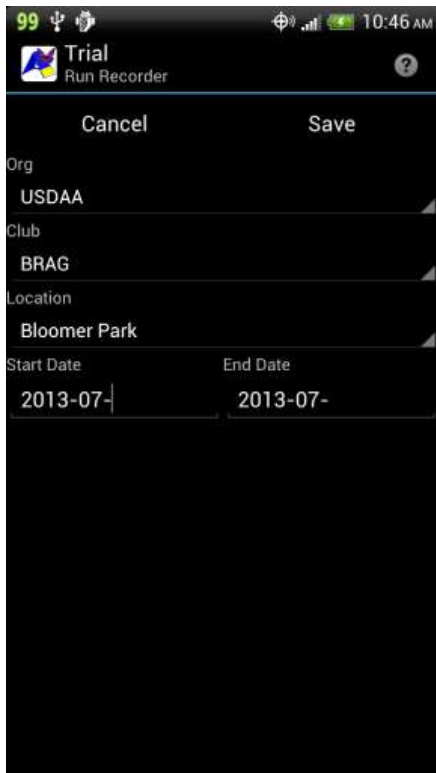 99 10:46 AM
Trial
Run Recorder
?
Cancel Save
Org
USDAA
Club
BRAG
Location
Bloomer Park
Start Date End Date
2013-07- 2013-07-